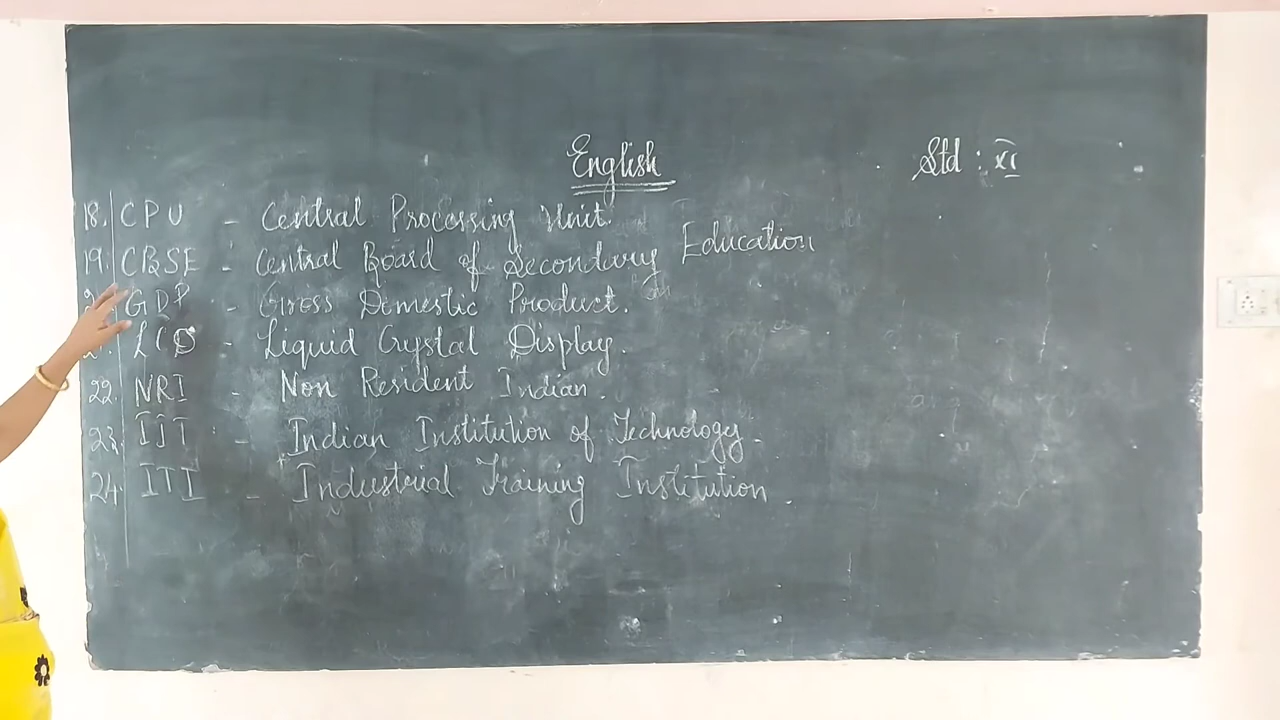 English
Std : XI
18. CPU - Central Processing Unit.
19. CBSE - Central Board of Secondary Education
GDP - Gross Domestic Product.
21. LCD - Liquid Crystal Display.
22. NRI - Non Resident Indian.
23. IIT - Indian Institution of Technology.
24. ITI - Industrial Training Institution.